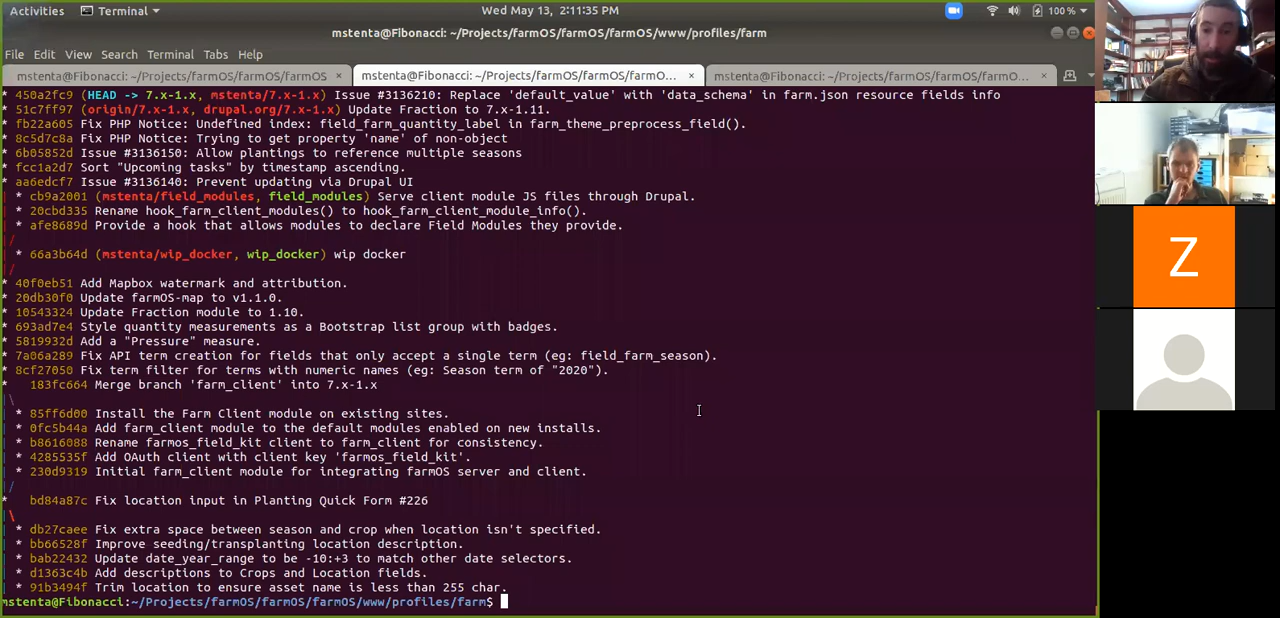 Activities Terminal Wed May 13, 2:11:35 PM 100 %
mstenta@Fibonacci: ~/Projects/farmOS/farmOS/farmOS/www/profiles/farm
File Edit View Search Terminal Tabs Help
mstenta@Fibonacci: ~/Projects/farmOS/farmOS/farmOS × mstenta@Fibonacci: ~/Projects/farmOS/farmOS/farmOS/www/profiles/farmO... × mstenta@Fibonacci: ~/Projects/farmOS/farmOS/farmO... ×
* 450a2fc9 (HEAD -> 7.x-1.x, mstenta/7.x-1.x) Issue #3136210: Replace 'default_value' with 'data_schema' in farm.json resource fields info
* 51c7ff97 (origin/7.x-1.x, drupal.org/7.x-1.x) Update Fraction to 7.x-1.11.
* fb22a605 Fix PHP Notice: Undefined index: field_farm_quantity_label in farm_theme_preprocess_field().
* 8c5d7c8a Fix PHP Notice: Trying to get property 'name' of non-object
* 6b05852d Issue #3136150: Allow plantings to reference multiple seasons
* fcc1a2d7 Sort "Upcoming tasks" by timestamp ascending.
* aa6edcf7 Issue #3136140: Prevent updating via Drupal UI
* cb9a2001 (mstenta/field_modules, field_modules) Serve client module JS files through Drupal.
* 20cbd335 Rename hook_farm_client_modules() to hook_farm_client_module_info().
* afe8689d Provide a hook that allows modules to declare Field Modules they provide.
/
* 66a3b64d (mstenta/wip_docker, wip_docker) wip docker
/
* 40f0eb51 Add Mapbox watermark and attribution.
* 20db30f0 Update farmOS-map to v1.1.0.
* 10543324 Update Fraction module to 1.10.
* 693ad7e4 Style quantity measurements as a Bootstrap list group with badges.
* 5819932d Add a "Pressure" measure.
* 7a06a289 Fix API term creation for fields that only accept a single term (eg: field_farm_season).
* 8cf27050 Fix term filter for terms with numeric names (eg: Season term of "2020").
* 183fc664 Merge branch 'farm_client' into 7.x-1.x
\
* 85ff6d00 Install the Farm Client module on existing sites.
* 0fc5b44a Add farm_client module to the default modules enabled on new installs.
* b8616088 Rename farmos_field_kit client to farm_client for consistency.
* 4285535f Add OAuth client with client key 'farmos_field_kit'.
* 230d9319 Initial farm_client module for integrating farmOS server and client.
/
* bd84a87c Fix location input in Planting Quick Form #226
\
* db27caee Fix extra space between season and crop when location isn't specified.
* bb66528f Improve seeding/transplanting location description.
* bab22432 Update date_year_range to be -10:+3 to match other date selectors.
* d1363c4b Add descriptions to Crops and Location fields.
* 91b3494f Trim location to ensure asset name is less than 255 char.
mstenta@Fibonacci:~/Projects/farmOS/farmOS/farmOS/www/profiles/farm$
Z